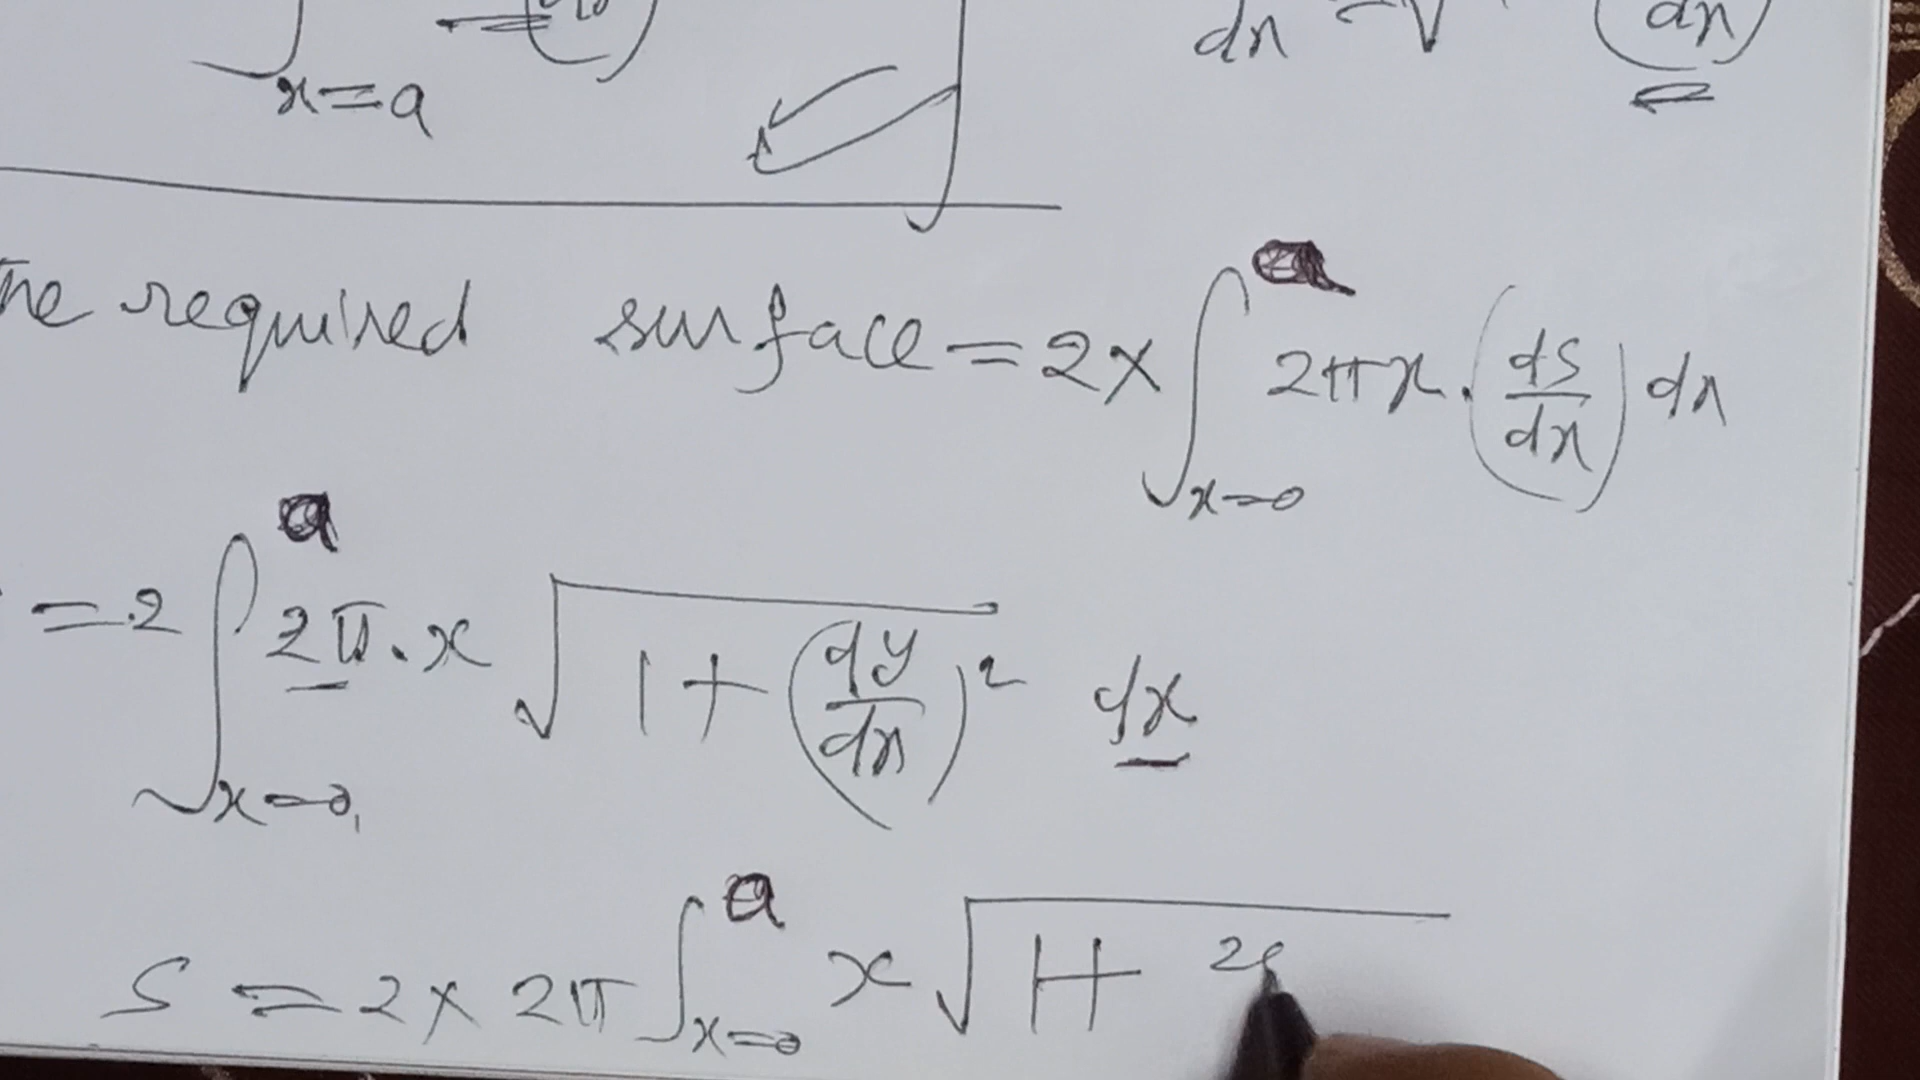 x=a
dx = √ (dx)
The required surface = 2 × ∫_{x=0}^{a} 2πx · (ds/dx) dx
= 2 ∫_{x=0}^{a} 2π . x √(1 + (dy/dx)²) dx
S = 2 × 2π ∫_{x=0}^{a} x √(1+